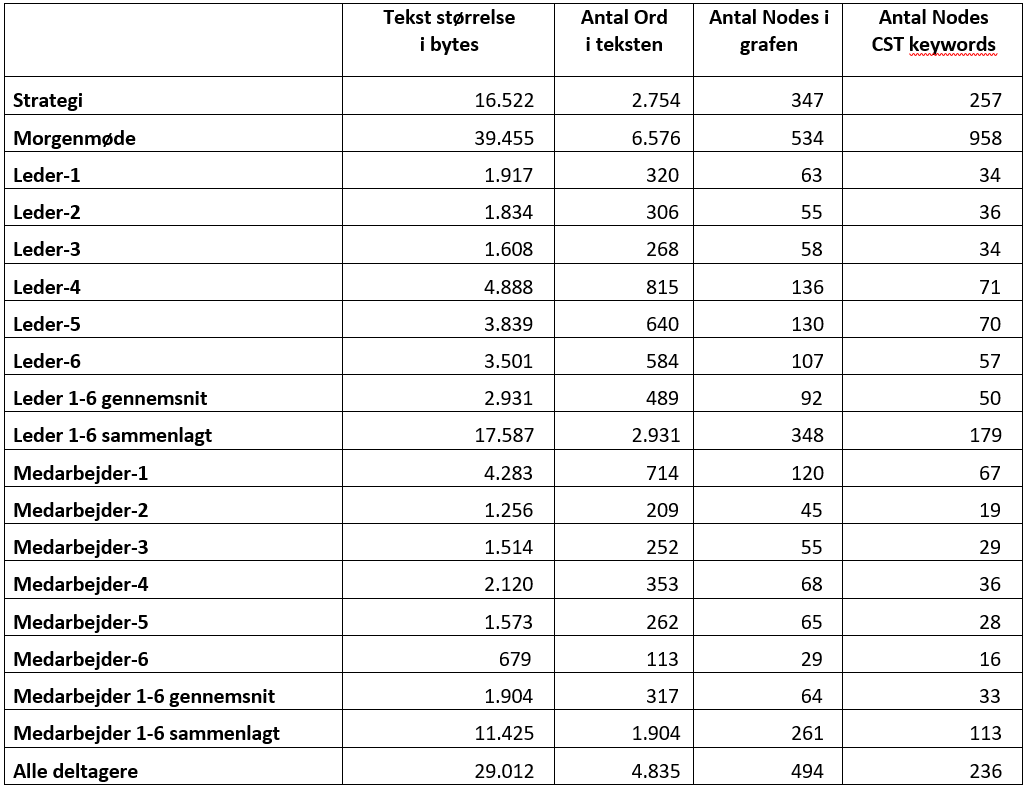 Tekst størrelse i bytes Antal Ord i teksten Antal Nodes i grafen Antal Nodes CST keywords
Strategi 16.522 2.754 347 257
Morgenmøde 39.455 6.576 534 958
Leder-1 1.917 320 63 34
Leder-2 1.834 306 55 36
Leder-3 1.608 268 58 34
Leder-4 4.888 815 136 71
Leder-5 3.839 640 130 70
Leder-6 3.501 584 107 57
Leder 1-6 gennemsnit 2.931 489 92 50
Leder 1-6 sammenlagt 17.587 2.931 348 179
Medarbejder-1 4.283 714 120 67
Medarbejder-2 1.256 209 45 19
Medarbejder-3 1.514 252 55 29
Medarbejder-4 2.120 353 68 36
Medarbejder-5 1.573 262 65 28
Medarbejder-6 679 113 29 16
Medarbejder 1-6 gennemsnit 1.904 317 64 33
Medarbejder 1-6 sammenlagt 11.425 1.904 261 113
Alle deltagere 29.012 4.835 494 236